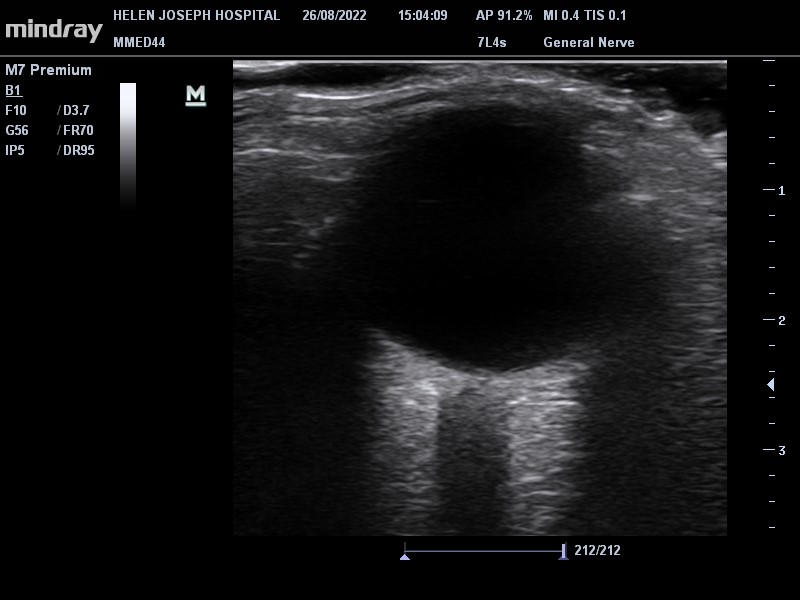 mindray
HELEN JOSEPH HOSPITAL 26/08/2022 15:04:09 AP 91.2% MI 0.4 TIS 0.1
MMED44 7L4s General Nerve
M7 Premium
B1
F10 / D3.7
G56 / FR70
IP5 / DR95
M
1
2
3
212/212